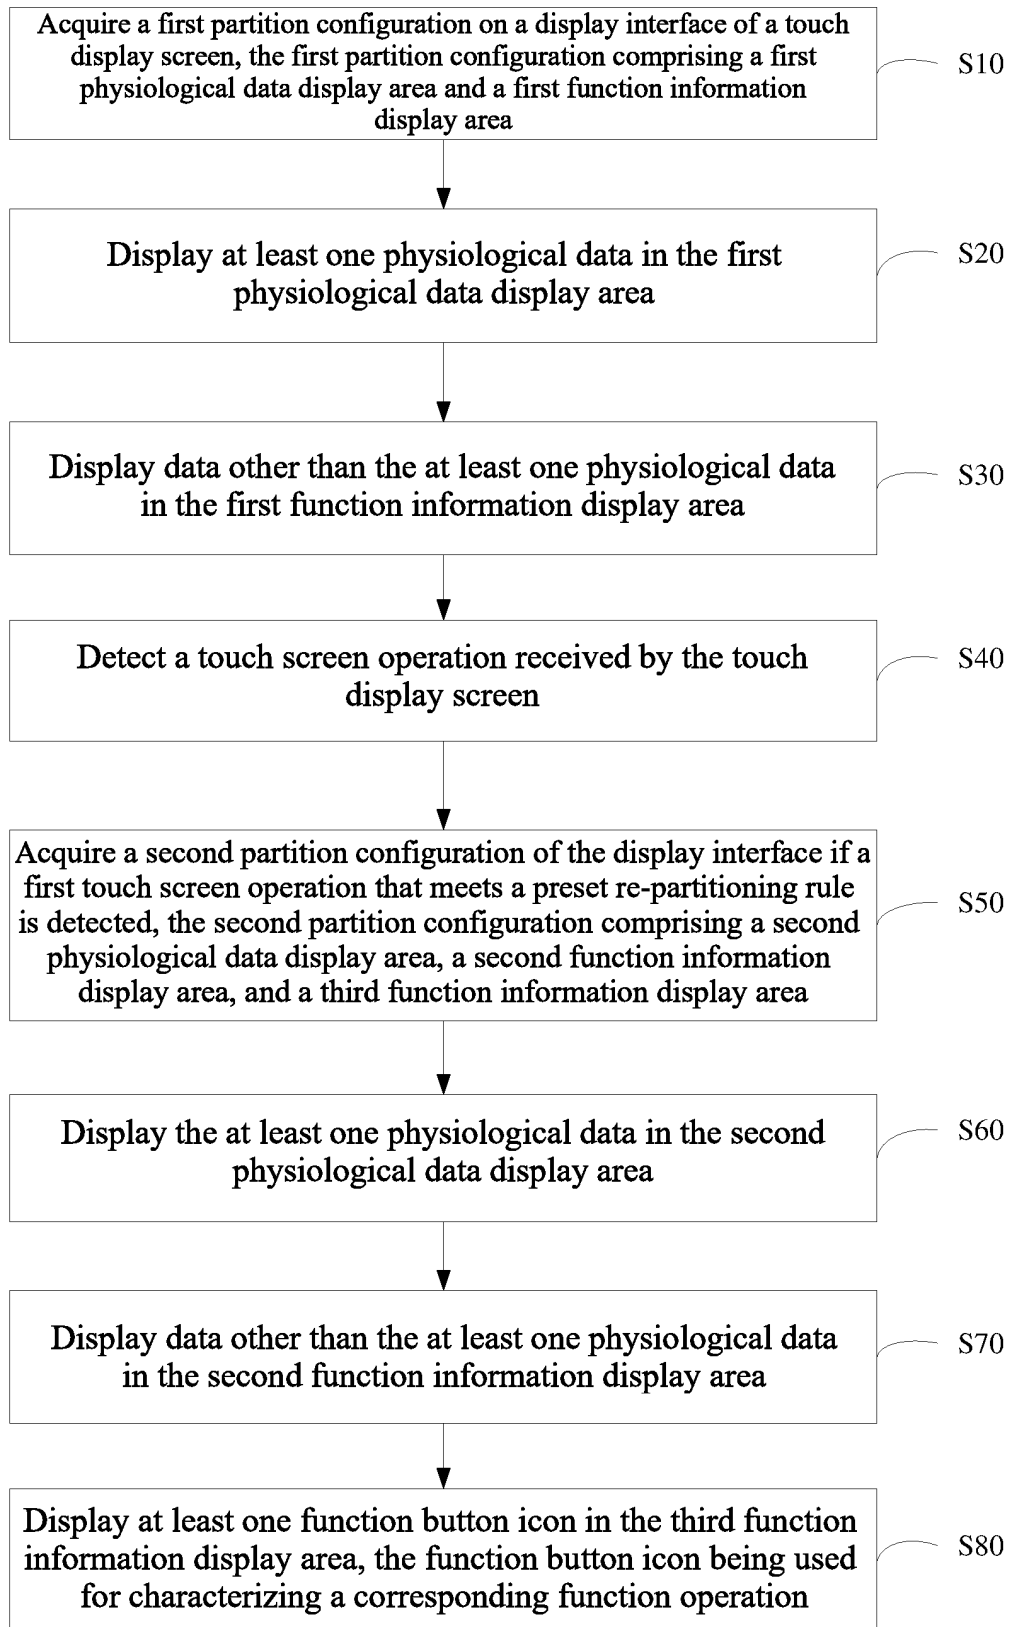 Acquire a first partition configuration on a display interface of a touch
display screen, the first partition configuration comprising a first
physiological data display area and a first function information
display area
S10
Display at least one physiological data in the first
physiological data display area
S20
Display data other than the at least one physiological data
in the first function information display area
S30
Detect a touch screen operation received by the touch
display screen
S40
Acquire a second partition configuration of the display interface if a
first touch screen operation that meets a preset re-partitioning rule
is detected, the second partition configuration comprising a second
physiological data display area, a second function information
display area, and a third function information display area
S50
Display the at least one physiological data in the second
physiological data display area
S60
Display data other than the at least one physiological data
in the second function information display area
S70
Display at least one function button icon in the third function
information display area, the function button icon being used
for characterizing a corresponding function operation
S80